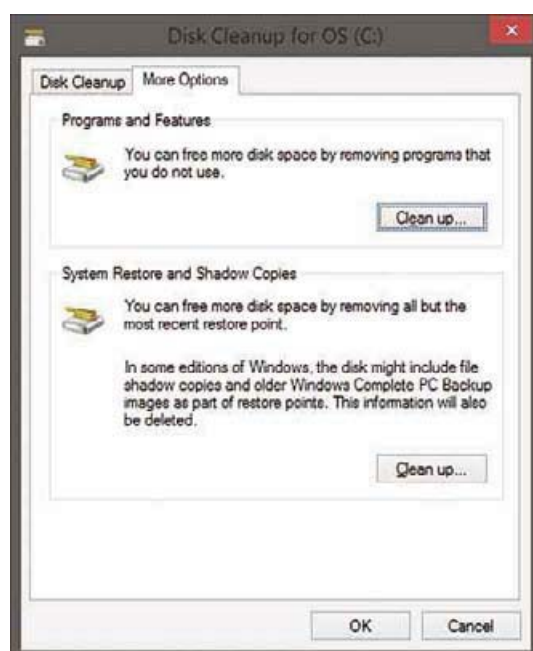 Disk Cleanup for OS (C:)
Disk Cleanup
More Options
Programs and Features
You can free more disk space by removing programs that
you do not use.
Clean up...
System Restore and Shadow Copies
You can free more disk space by removing all but the
most recent restore point.
In some editions of Windows, the disk might include file
shadow copies and older Windows Complete PC Backup
images as part of restore points. This information will also
be deleted.
Clean up...
OK
Cancel